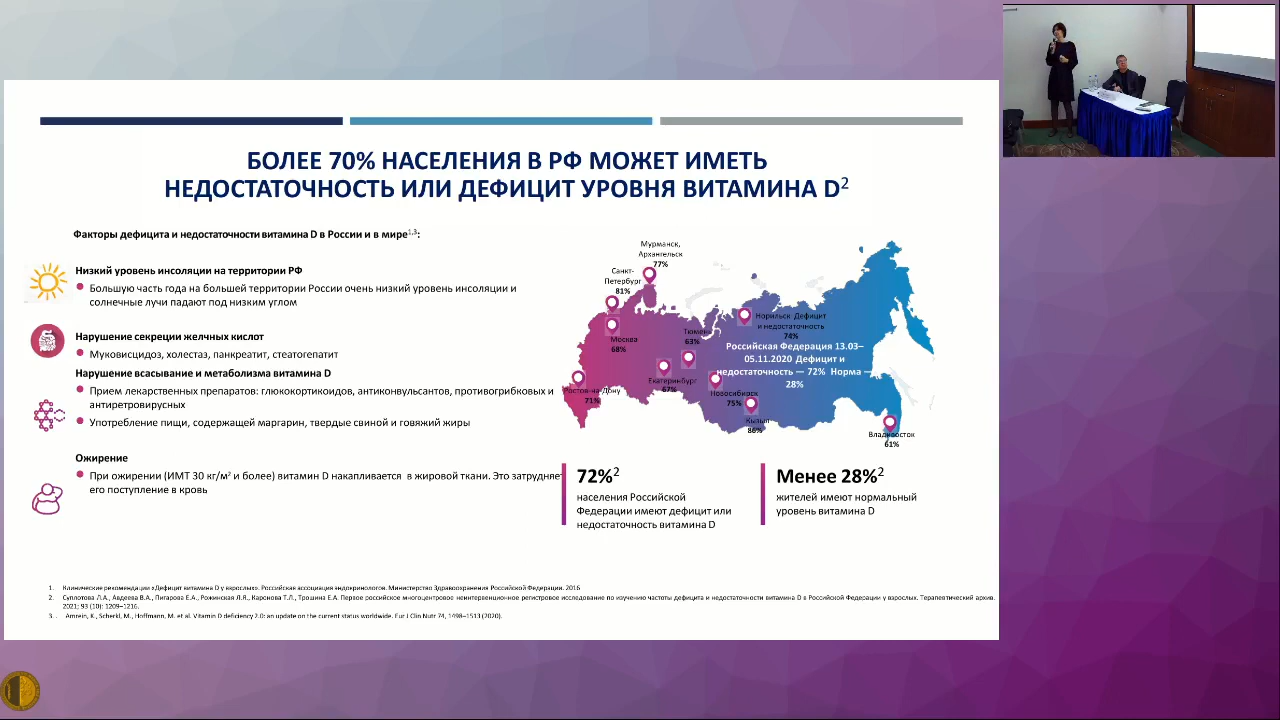 БОЛЕЕ 70% НАСЕЛЕНИЯ В РФ МОЖЕТ ИМЕТЬ
НЕДОСТАТОЧНОСТЬ ИЛИ ДЕФИЦИТ УРОВНЯ ВИТАМИНА D²
Факторы дефицита и недостаточности витамина D в России и в мире¹,³:
Низкий уровень инсоляции на территории РФ
Большую часть года на большей территории России очень низкий уровень инсоляции и
солнечные лучи падают под низким углом
Нарушение секреции желчных кислот
Муковисцидоз, холестаз, панкреатит, стеатогепатит
Нарушение всасывание и метаболизма витамина D
Прием лекарственных препаратов: глюкокортикоидов, антиконвульсантов, противогрибковых и
антиретровирусных
Употребление пищи, содержащей маргарин, твердые свиной и говяжий жиры
Ожирение
При ожирении (ИМТ 30 кг/м² и более) витамин D накапливается в жировой ткани. Это затрудняет
его поступление в кровь
Мурманск,
Архангельск
77%
Санкт-
Петербург
81%
Москва
68%
Тюмень
63%
Норильск Дефицит
и недостаточность
74%
Российская Федерация 13.03–
05.11.2020 Дефицит и
недостаточность — 72% Норма —
28%
Ростов-на-Дону
71%
Екатеринбург
67%
Новосибирск
75%
Кызыл
86%
Владивосток
61%
72%²
населения Российской
Федерации имеют дефицит или
недостаточность витамина D
Менее 28%²
жителей имеют нормальный
уровень витамина D
1. Клинические рекомендации «Дефицит витамина D у взрослых». Российская ассоциация эндокринологов. Министерство Здравоохранения Российской Федерации. 2016
2. Суплотова Л.А., Авдеева В.А., Пигарова Е.А., Рожинская Л.Я., Каронова Т.Л., Трошина Е.А. Первое российское многоцентровое неинтервенционное регистровое исследование по изучению частоты дефицита и недостаточности витамина D в Российской Федерации у взрослых. Терапевтический архив.
2021; 93 (10): 1209–1216.
3. . Amrein, K., Scherkl, M., Hoffmann, M. et al. Vitamin D deficiency 2.0: an update on the current status worldwide. Eur J Clin Nutr 74, 1498–1513 (2020).